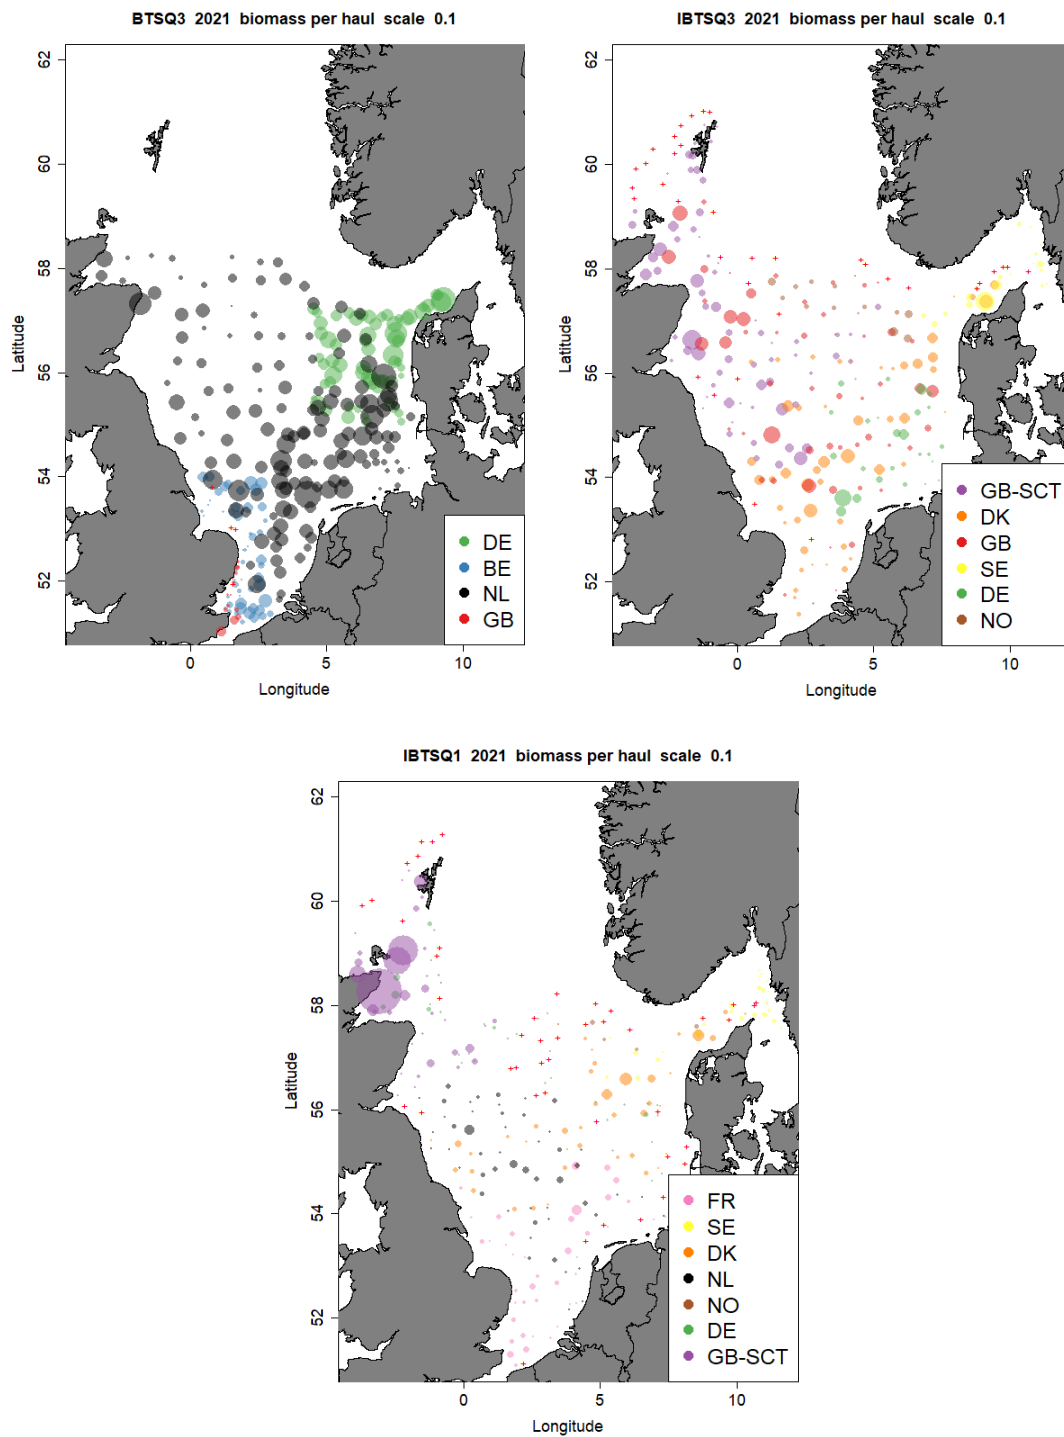 BTSQ3 2021 biomass per haul scale 0.1
62
60
58
56
54
52
Latitude
0
5
10
Longitude
DE
BE
NL
GB
IBTSQ3 2021 biomass per haul scale 0.1
62
60
58
56
54
52
Latitude
0
5
10
Longitude
GB-SCT
DK
GB
SE
DE
NO
IBTSQ1 2021 biomass per haul scale 0.1
62
60
58
56
54
52
Latitude
0
5
10
Longitude
FR
SE
DK
NL
NO
DE
GB-SCT